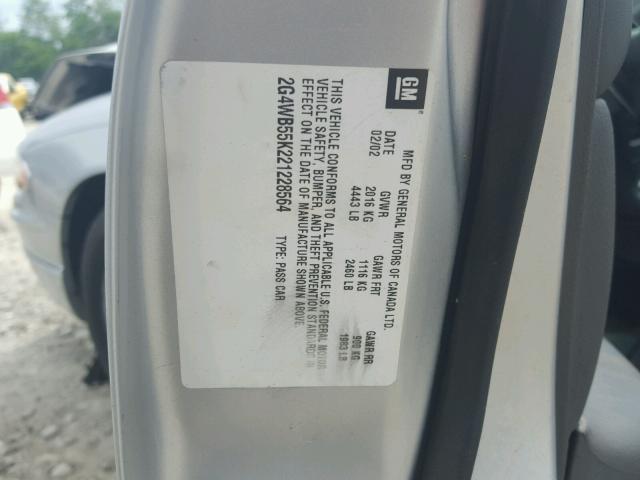 GM
MFD BY GENERAL MOTORS OF CANADA LTD.
DATE GVWR GAWR FRT GAWR RR
02/02 2016 KG 1116 KG 900 KG
4443 LB 2460 LB 1983 LB
THIS VEHICLE CONFORMS TO ALL APPLICABLE U.S. FEDERAL MOTOR
VEHICLE SAFETY, BUMPER, AND THEFT PREVENTION STANDARDS IN
EFFECT ON THE DATE OF MANUFACTURE SHOWN ABOVE.
2G4WB55K221228564 TYPE: PASS CAR